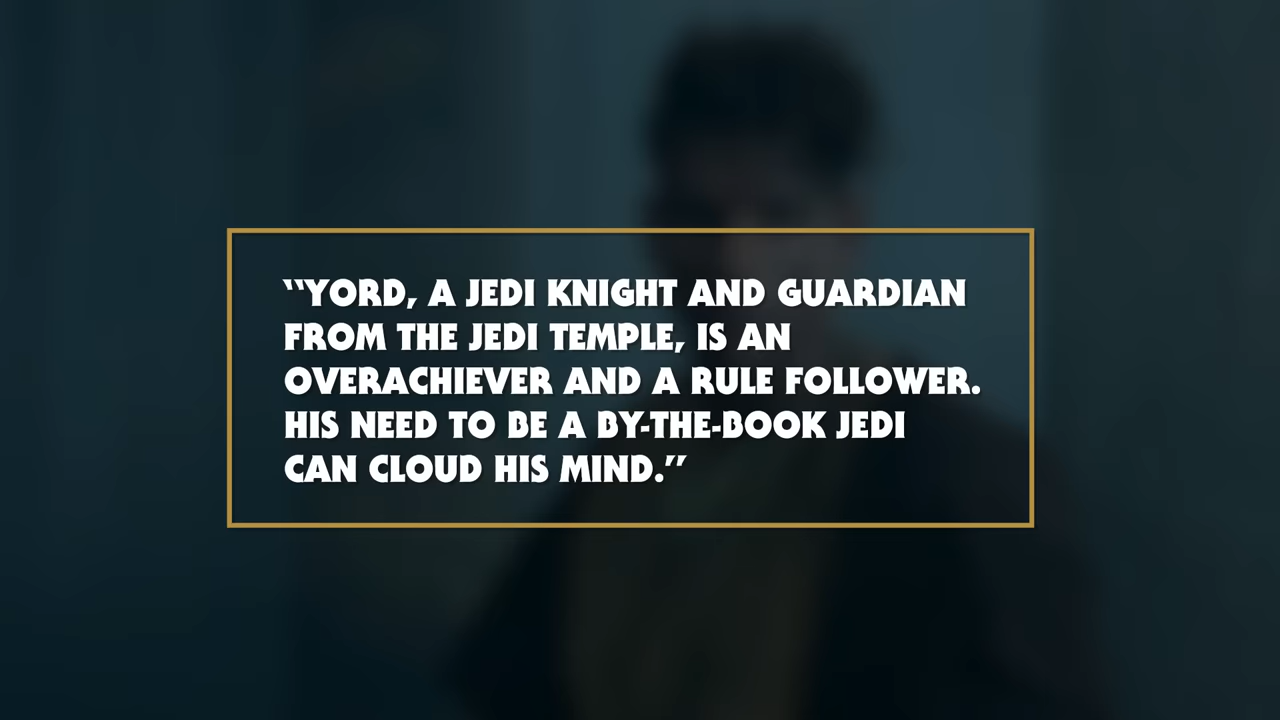 “YORD, A JEDI KNIGHT AND GUARDIAN
FROM THE JEDI TEMPLE, IS AN
OVERACHIEVER AND A RULE FOLLOWER.
HIS NEED TO BE A BY-THE-BOOK JEDI
CAN CLOUD HIS MIND.”